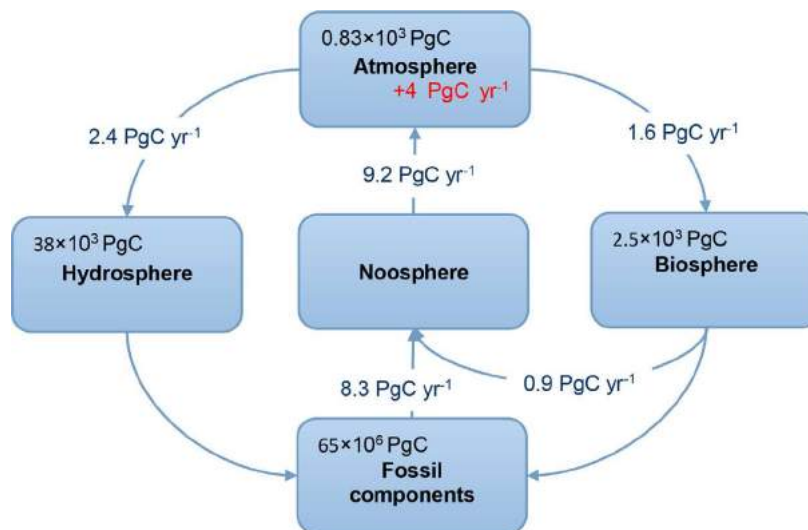 0.83×10³ PgC
Atmosphere
+4 PgC yr⁻¹
2.4 PgC yr⁻¹
1.6 PgC yr⁻¹
9.2 PgC yr⁻¹
38×10³ PgC
Hydrosphere
Noosphere
2.5×10³ PgC
Biosphere
8.3 PgC yr⁻¹
0.9 PgC yr⁻¹
65×10⁶ PgC
Fossil
components